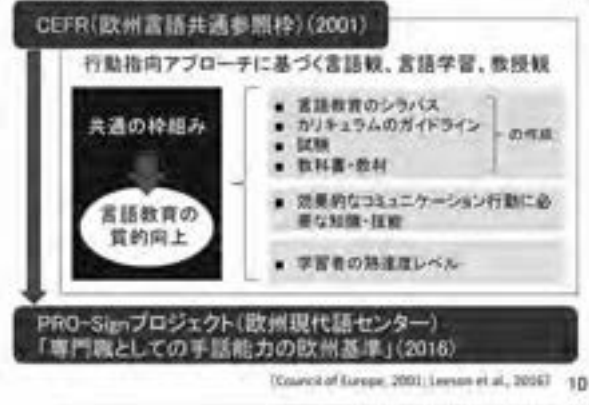 CEFR(欧州言語共通参照枠)(2001)
行動指向アプローチに基づく言語観、言語学習、教授観
共通の枠組み
言語教育の
質的向上
▪ 言語教育のシラバス
▪ カリキュラムのガイドライン
▪ 試験
▪ 教科書・教材
の作成
▪ 効果的なコミュニケーション行動に必
要な知識・技能
▪ 学習者の熟達度レベル
PRO-Signプロジェクト(欧州現代語センター)
「専門職としての手話能力の欧州基準」(2016)
(Council of Europe, 2001; Leeson et al., 2016)
10